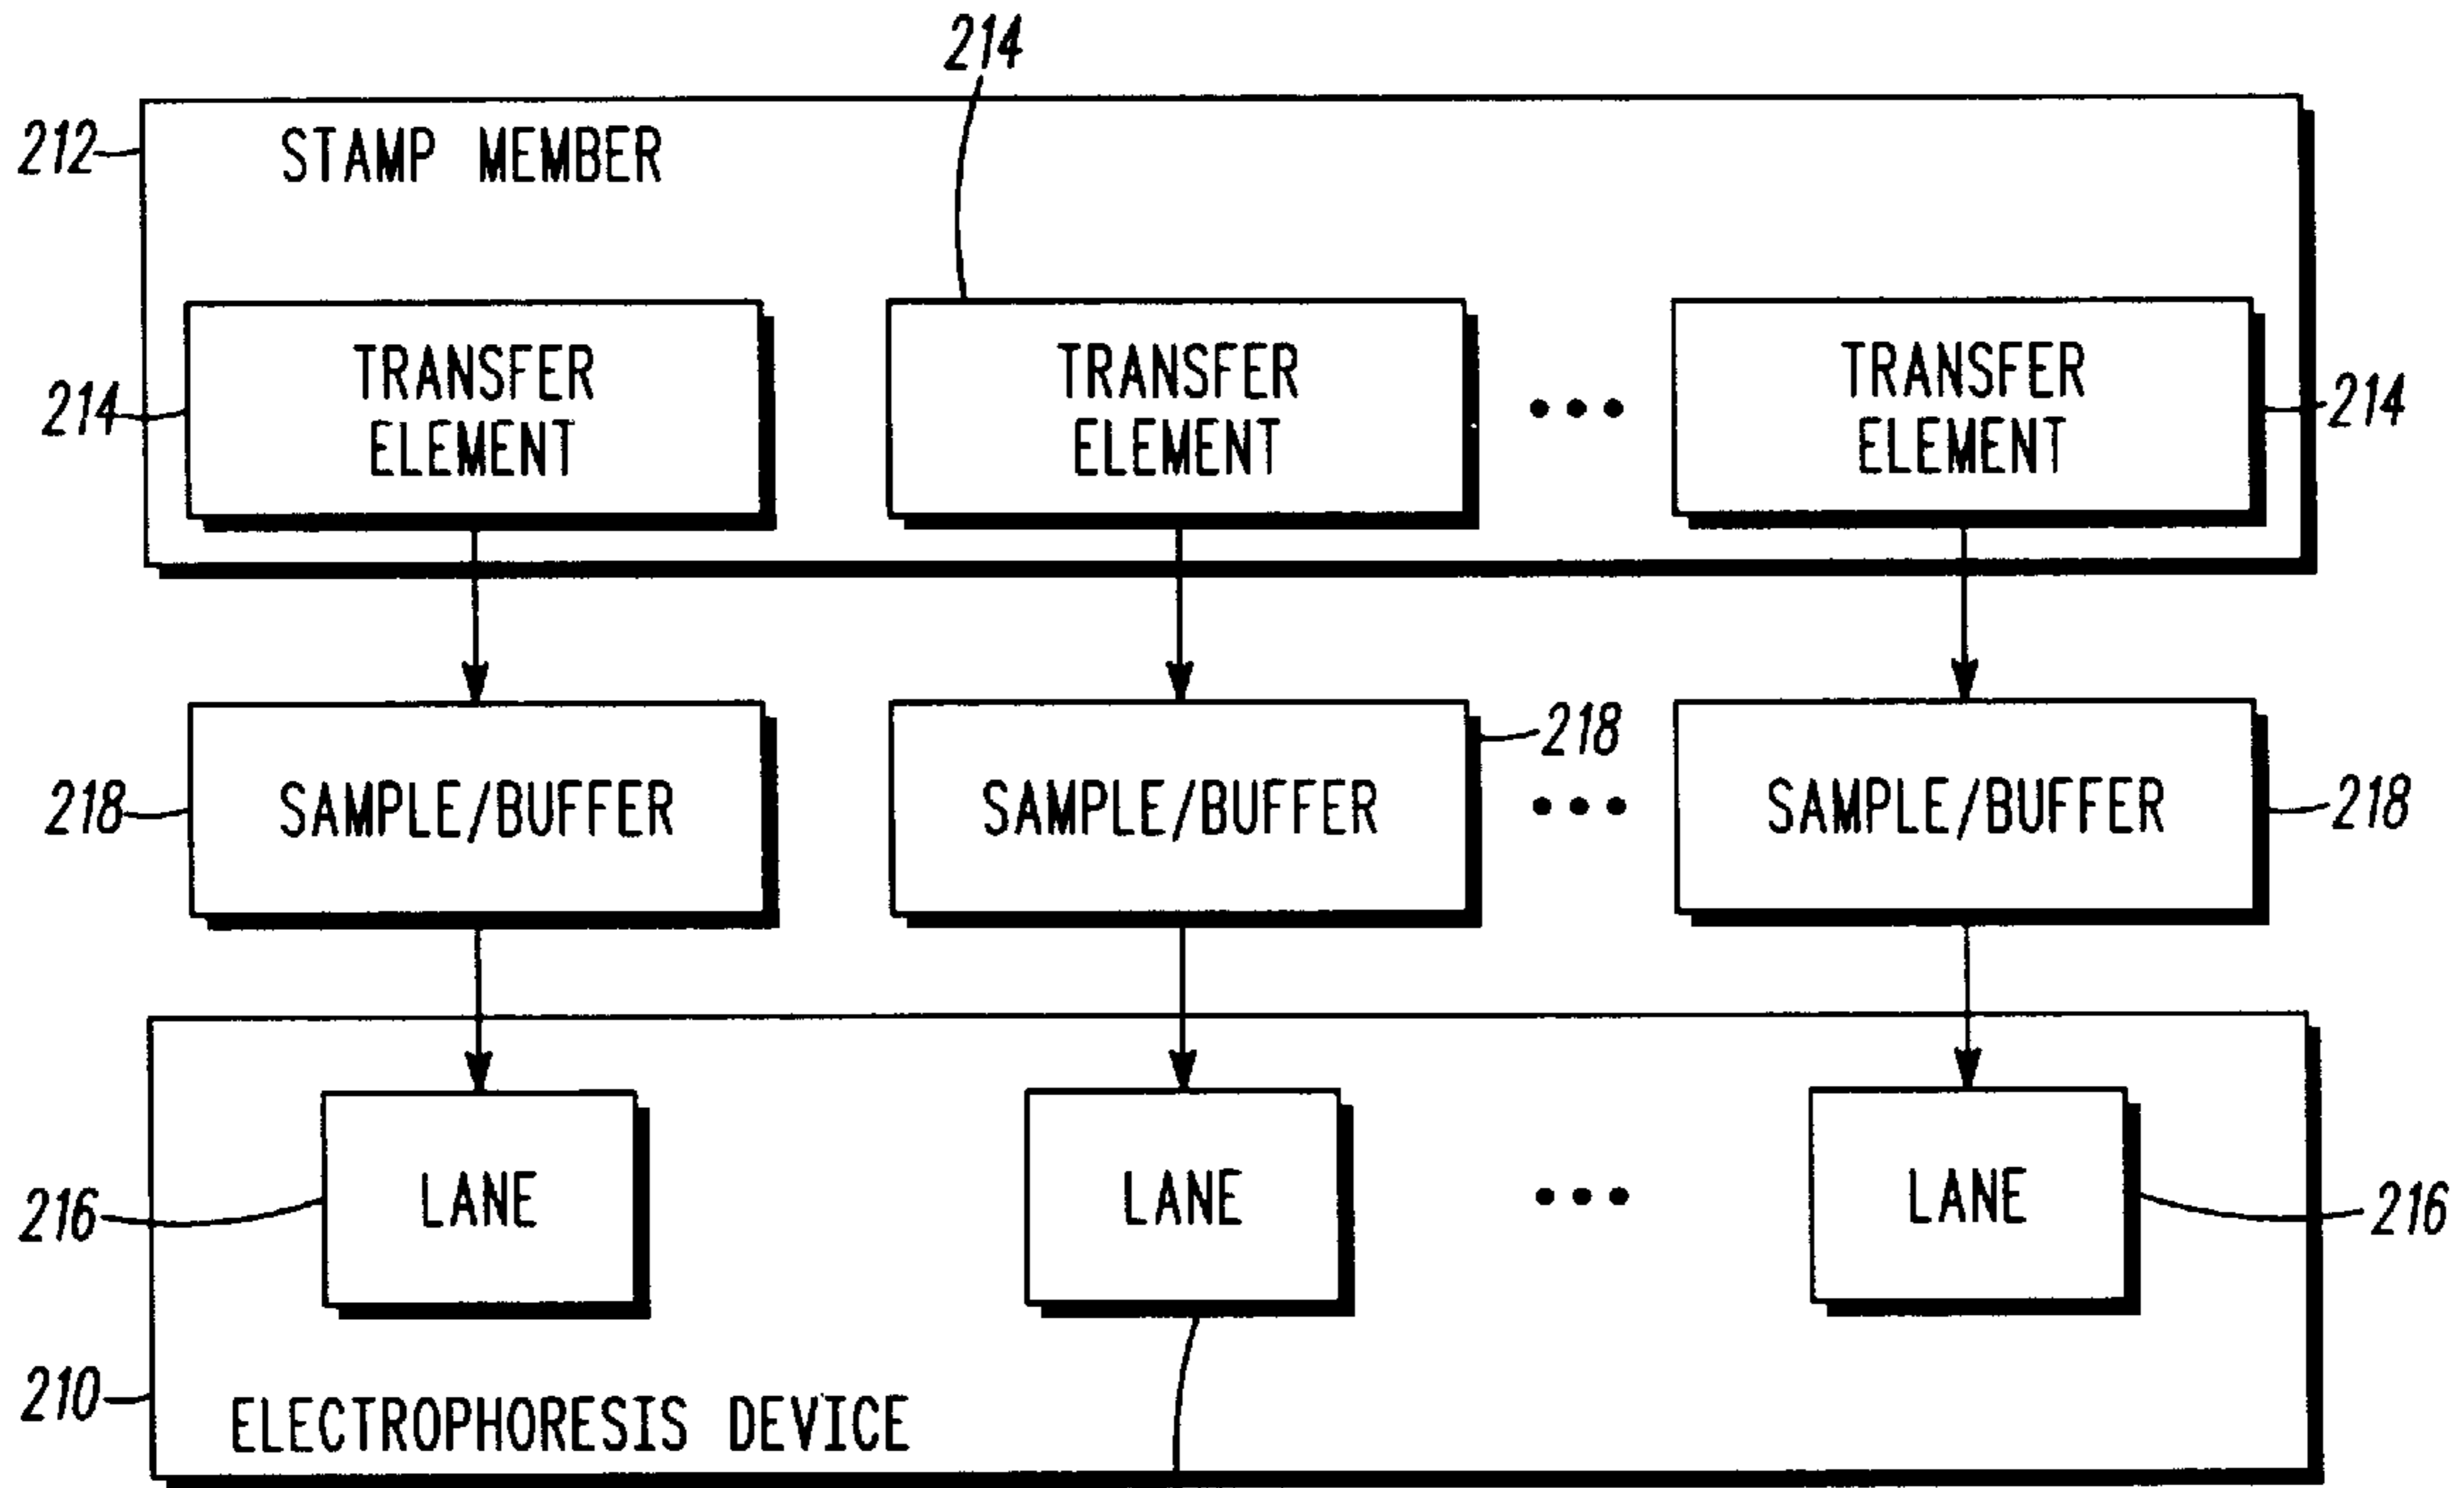 214
212
STAMP MEMBER
TRANSFER
ELEMENT
TRANSFER
ELEMENT
TRANSFER
ELEMENT
214
214
218
SAMPLE/BUFFER
SAMPLE/BUFFER
218
SAMPLE/BUFFER
218
216
LANE
LANE
LANE
216
210
ELECTROPHORESIS DEVICE